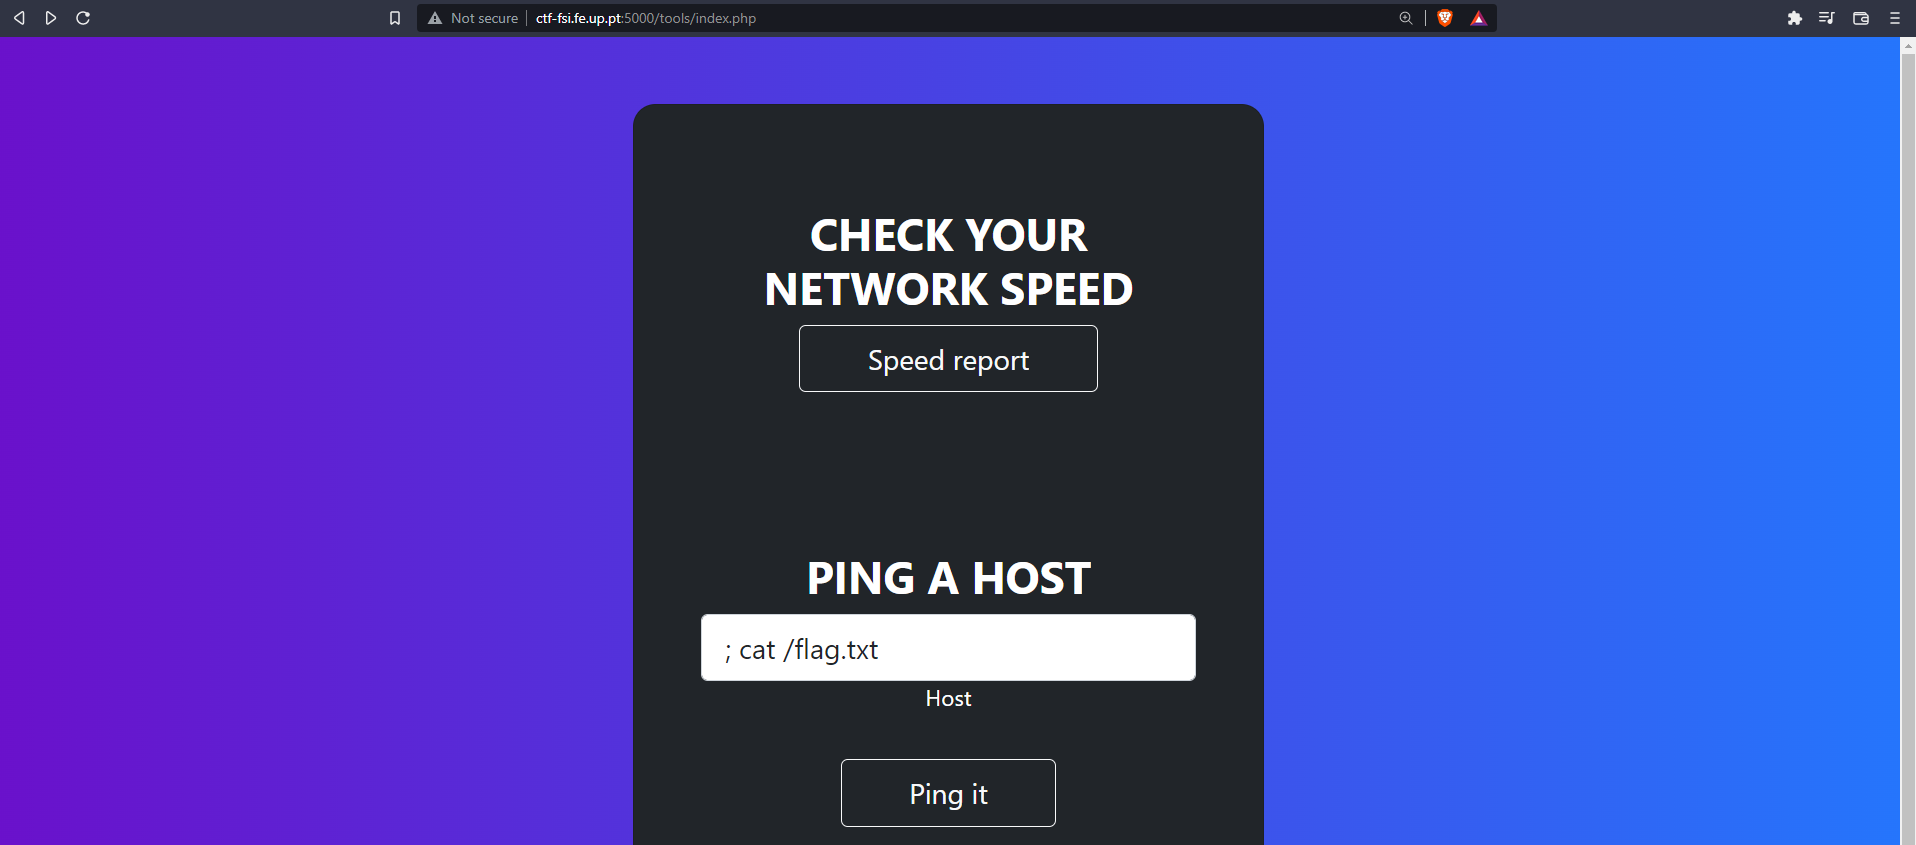 Not secure ctf-fsi.fe.up.pt:5000/tools/index.php
CHECK YOUR
NETWORK SPEED
Speed report
PING A HOST
; cat /flag.txt
Host
Ping it